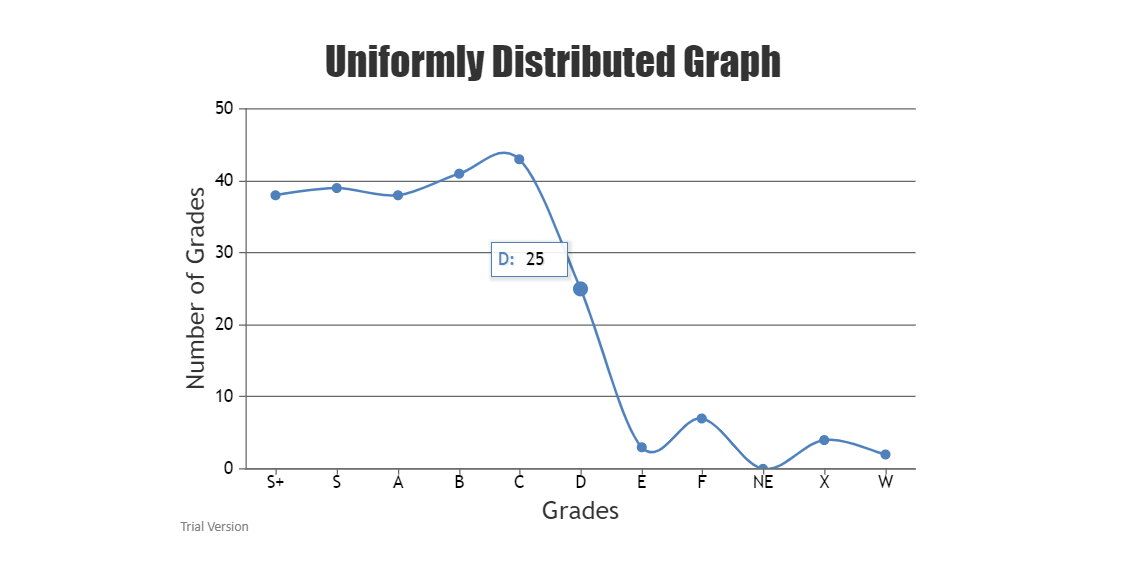 Uniformly Distributed Graph
50
40
30
20
10
0
Number of Grades
D: 25
S+ S A B C D E F NE X W
Grades
Trial Version